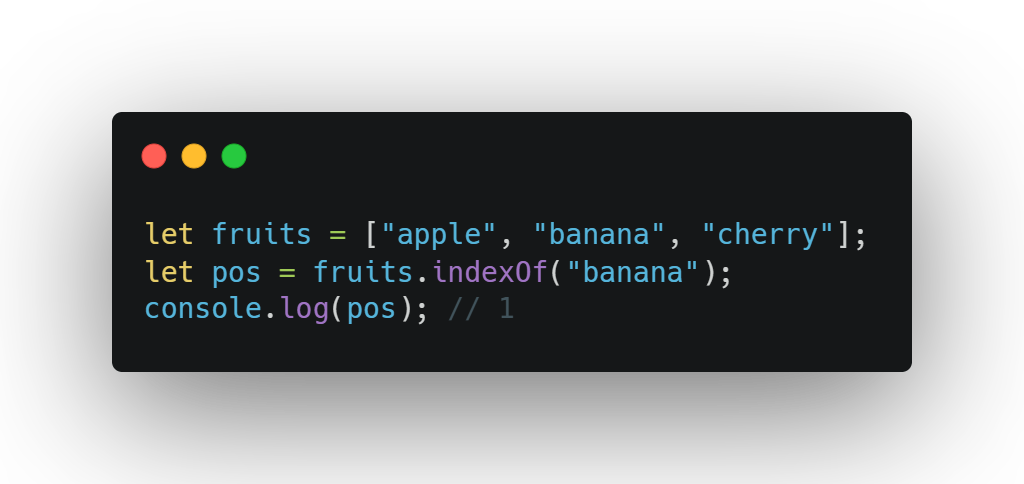 let fruits = ["apple", "banana", "cherry"];
let pos = fruits.indexOf("banana");
console.log(pos); // 1